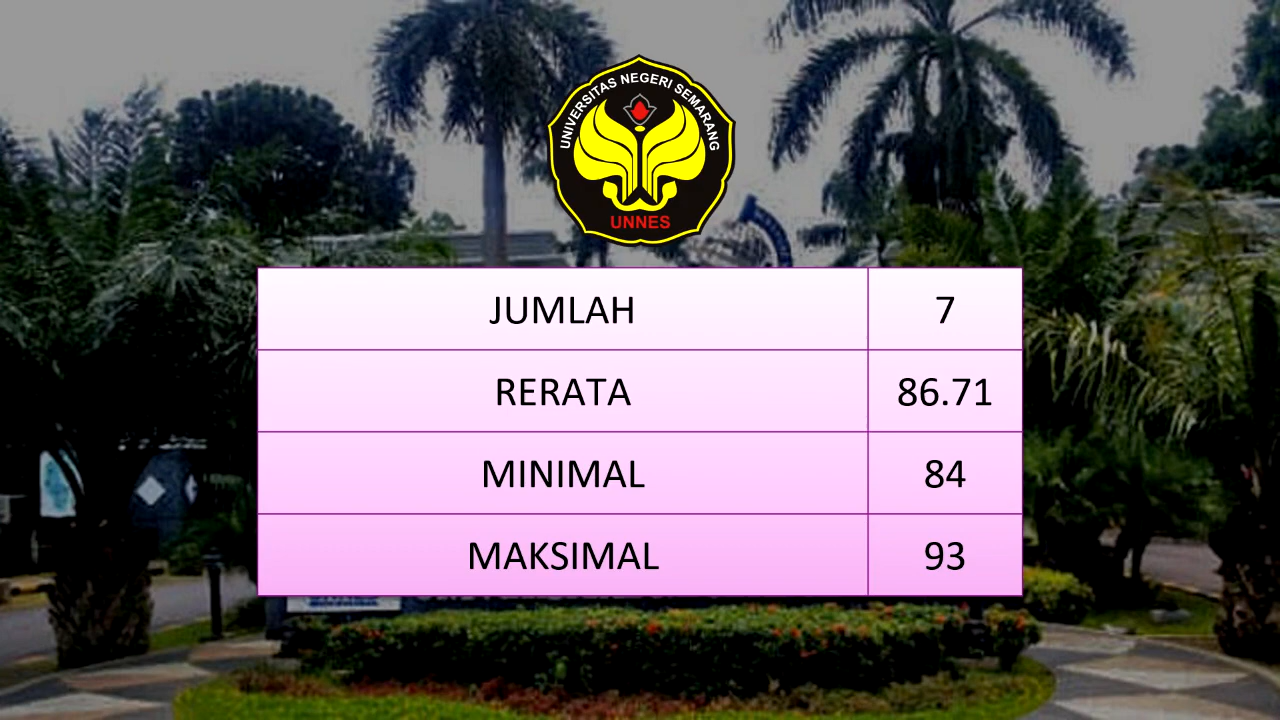 UNIVERSITAS NEGERI SEMARANG
UNNES
JUMLAH 7
RERATA 86.71
MINIMAL 84
MAKSIMAL 93